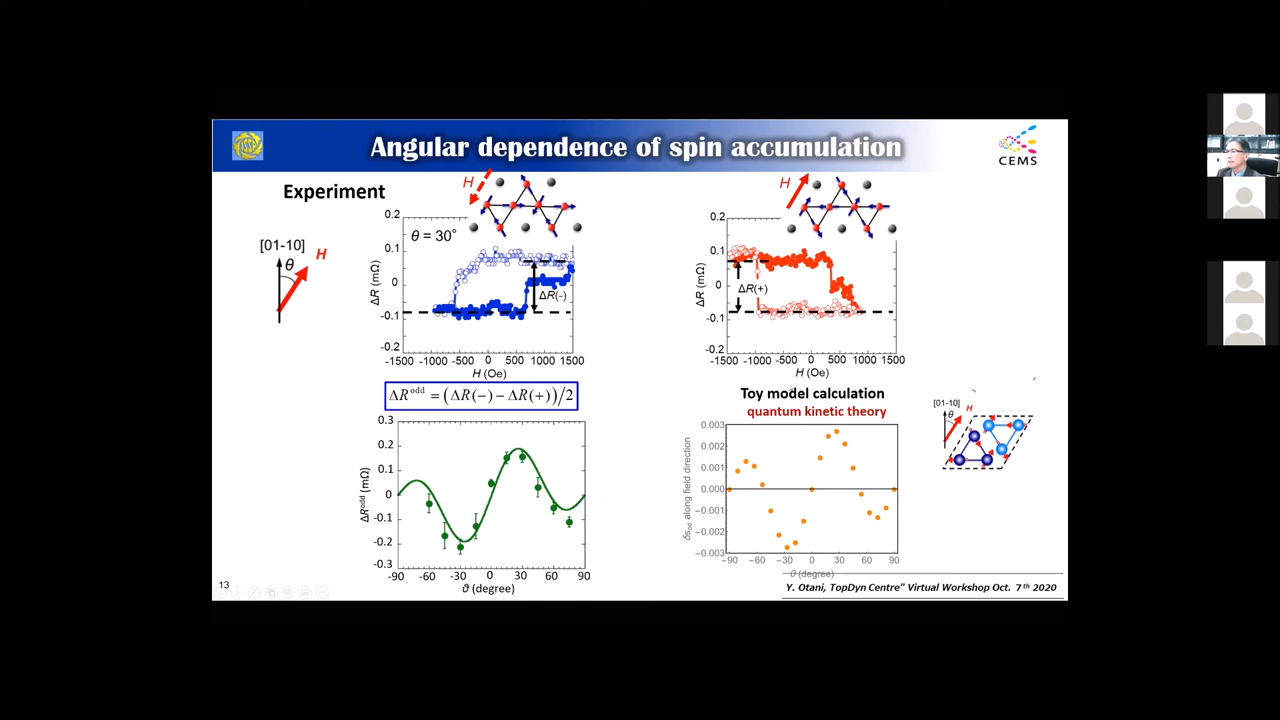 Angular dependence of spin accumulation
CEMS
Experiment
[01-10]
θ
H
H
θ = 30°
0.2
0.1
0
-0.1
-0.2
ΔR (mΩ)
ΔR(-)
-1500 -1000 -500 0 500 1000 1500
H (Oe)
H
0.2
0.1
0
-0.1
-0.2
ΔR (mΩ)
ΔR(+)
-1500 -1000 -500 0 500 1000 1500
H (Oe)
ΔR^odd = (ΔR(-) − ΔR(+))/2
0.3
0.2
0.1
0
-0.1
-0.2
-0.3
ΔR^odd (mΩ)
-90 -60 -30 0 30 60 90
ϑ (degree)
Toy model calculation
quantum kinetic theory
0.003
0.002
0.001
0.000
−0.001
−0.002
−0.003
δs_od along field direction
−90 −60 −30 0 30 60 90
θ (degree)
[01-10]
θ
H
13
Y. Otani, TopDyn Centre" Virtual Workshop Oct. 7th 2020